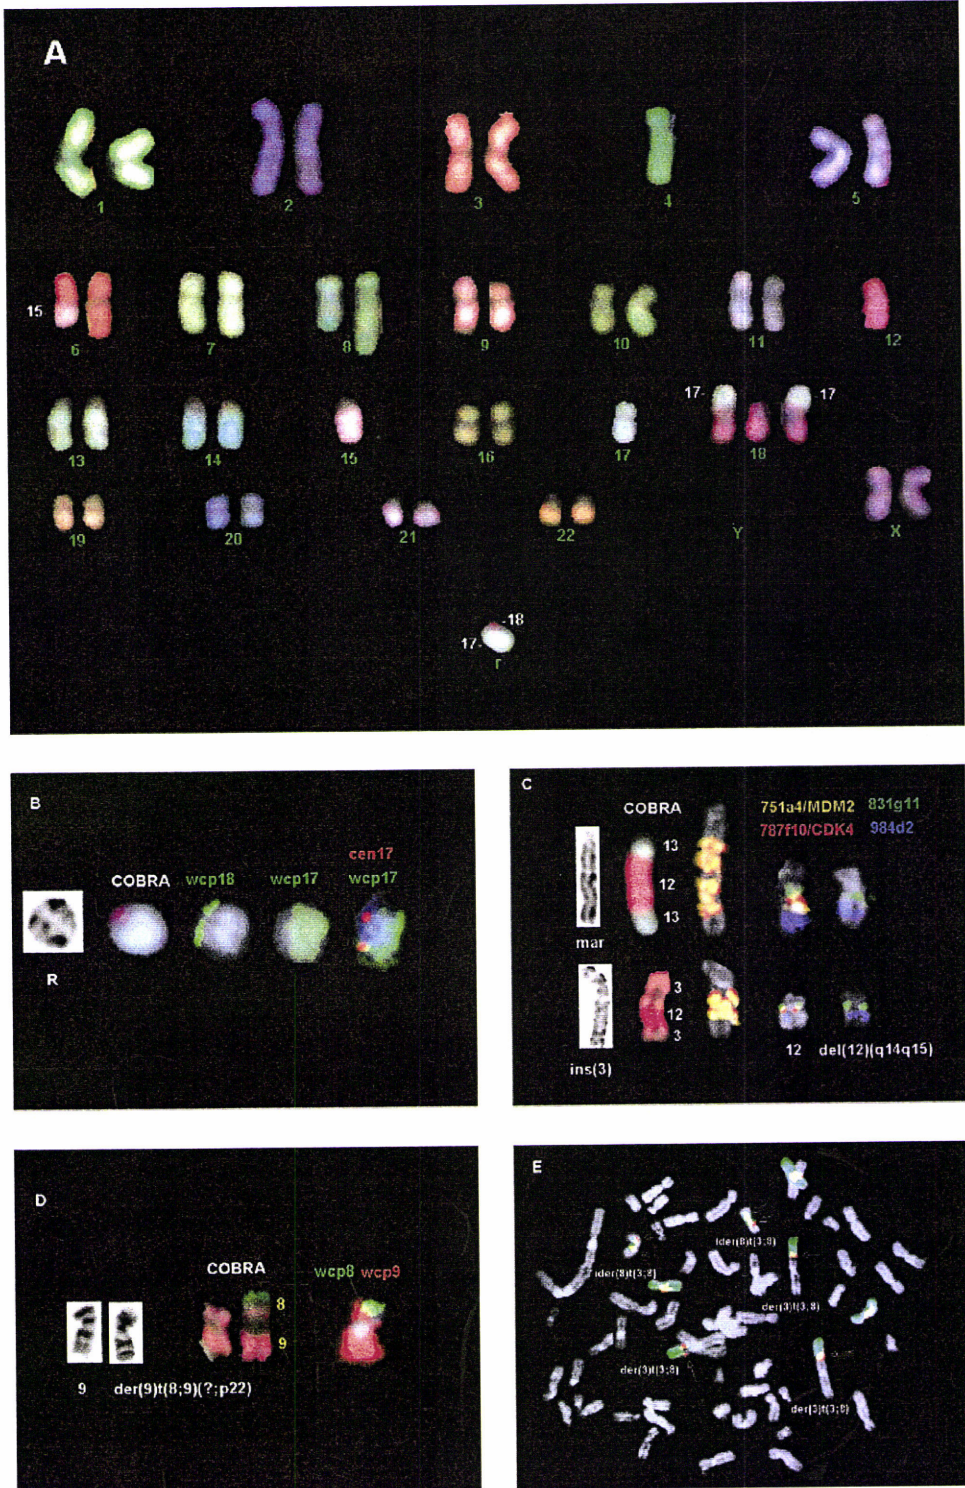 A
1 2 3 4 5
15
6 7 8 9 10 11 12
17 17
13 14 15 16 17 18
19 20 21 22 Y X
18
17
r
B
cen17
COBRA wcp18 wcp17 wcp17
R
C
COBRA 751a4/MDM2 831g11
787f10/CDK4 984d2
13
12
13
mar
3
12
3
ins(3) 12 del(12)(q14q15)
D
COBRA wcp8 wcp9
8
9
9 der(9)t(8;9)(?;p22)
E
ider(8)t(3;8)
ider(8)t(3;8)
der(3)t(3;8)
der(3)t(3;8)
der(3)t(3;8)